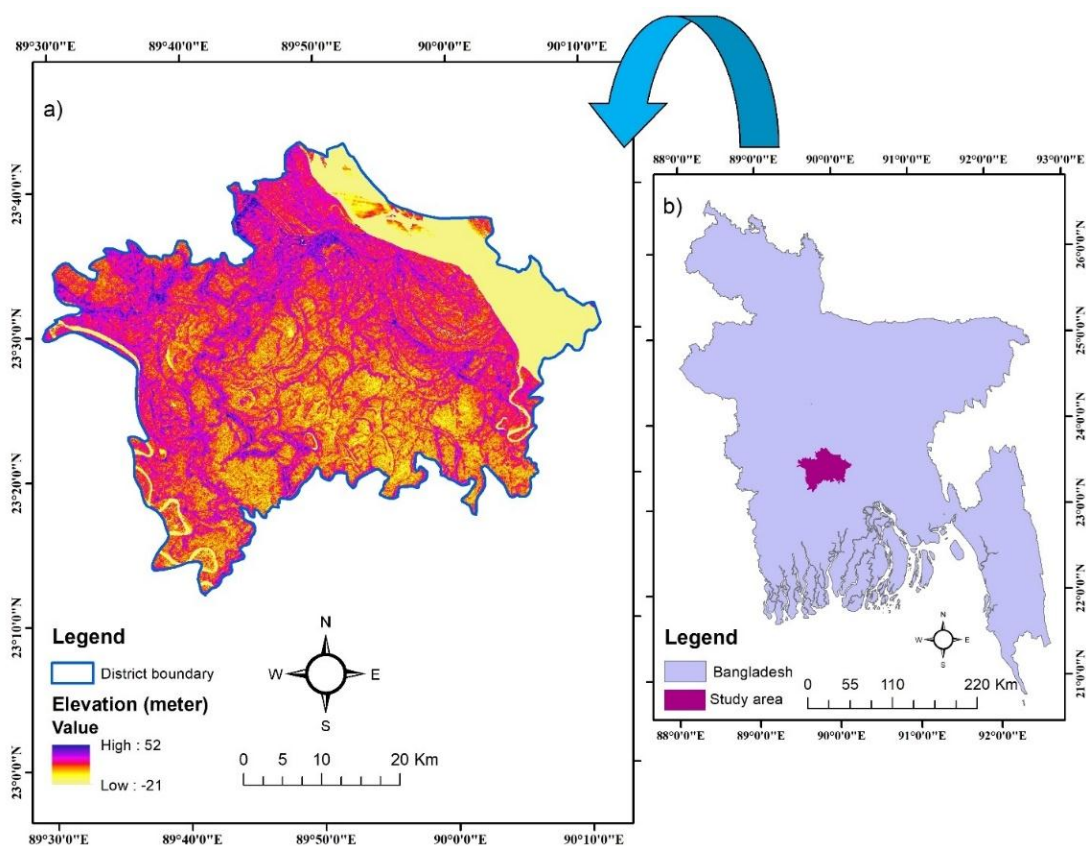 89°30'0"E 89°40'0"E 89°50'0"E 90°0'0"E 90°10'0"E
a)
23°40'0"N
23°30'0"N
23°20'0"N
23°10'0"N
23°0'0"N
N
W E
S
Legend
District boundary
Elevation (meter)
Value
High : 52
Low : -21
0 5 10 20 Km
89°30'0"E 89°40'0"E 89°50'0"E 90°0'0"E 90°10'0"E
88°0'0"E 89°0'0"E 90°0'0"E 91°0'0"E 92°0'0"E 93°0'0"E
b)
26°0'0"N
25°0'0"N
24°0'0"N
23°0'0"N
22°0'0"N
21°0'0"N
N
W E
S
Legend
Bangladesh
Study area
0 55 110 220 Km
88°0'0"E 89°0'0"E 90°0'0"E 91°0'0"E 92°0'0"E